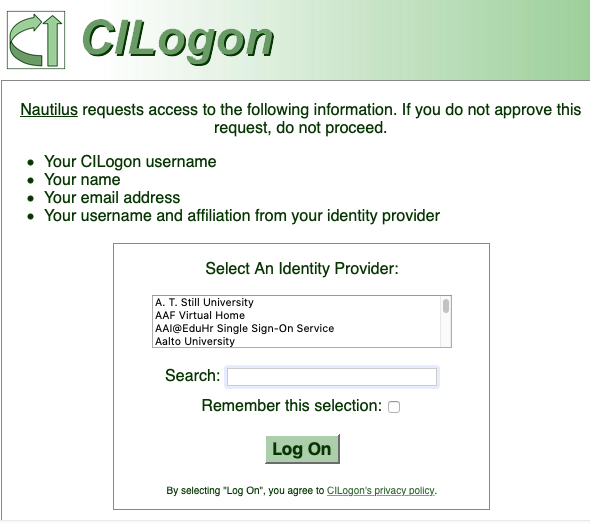 CILogon
Nautilus requests access to the following information. If you do not approve this
request, do not proceed.
• Your CILogon username
• Your name
• Your email address
• Your username and affiliation from your identity provider
Select An Identity Provider:
A. T. Still University
AAF Virtual Home
AAI@EduHr Single Sign-On Service
Aalto University
Search:
Remember this selection:
Log On
By selecting "Log On", you agree to CILogon's privacy policy.